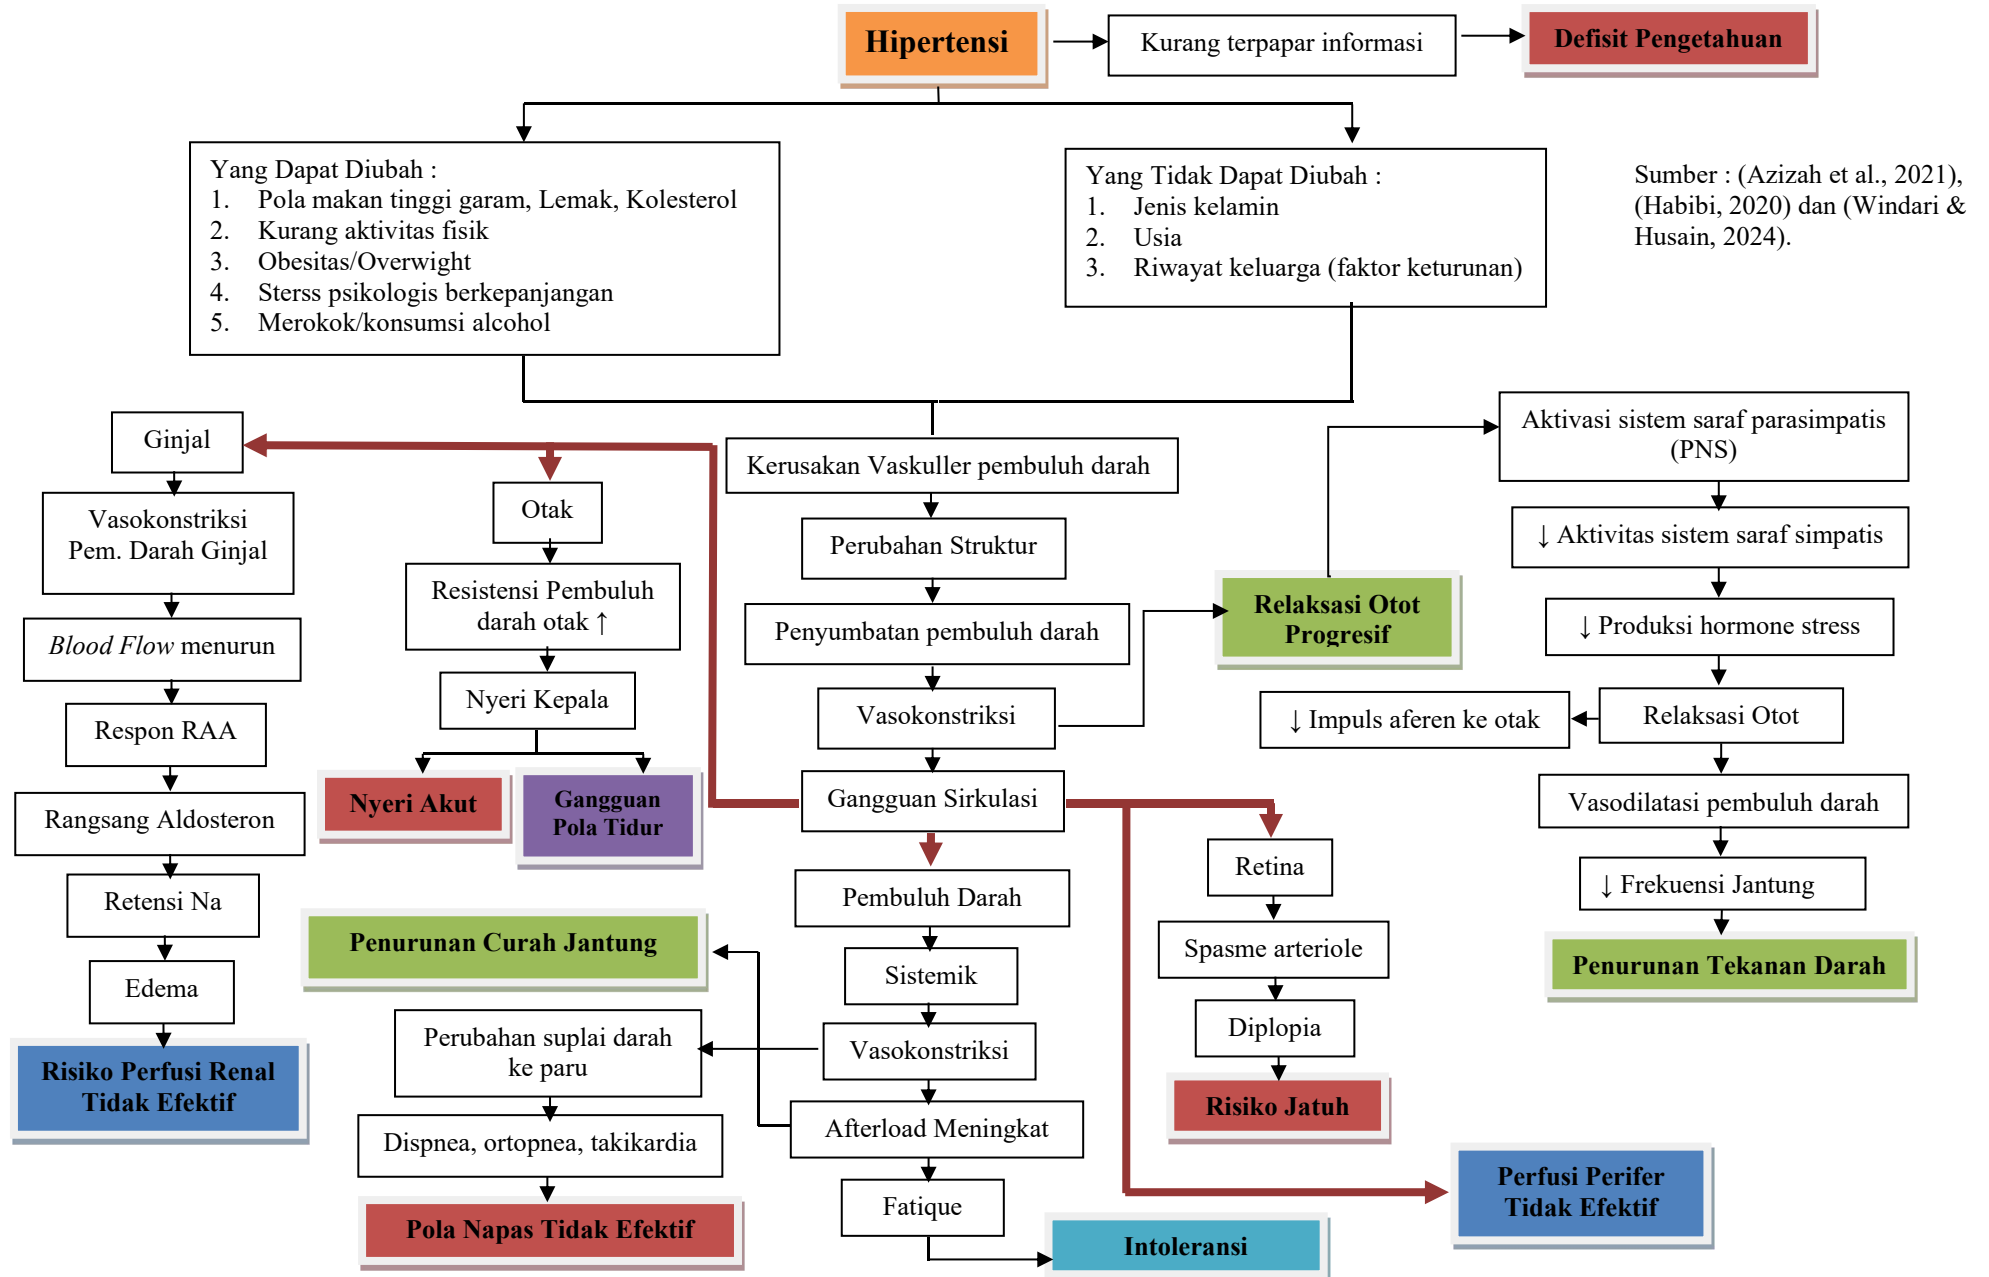 Hipertensi
Kurang terpapar informasi
Defisit Pengetahuan
Yang Dapat Diubah :
1. Pola makan tinggi garam, Lemak, Kolesterol
2. Kurang aktivitas fisik
3. Obesitas/Overwight
4. Sterss psikologis berkepanjangan
5. Merokok/konsumsi alcohol
Yang Tidak Dapat Diubah :
1. Jenis kelamin
2. Usia
3. Riwayat keluarga (faktor keturunan)
Sumber : (Azizah et al., 2021),
(Habibi, 2020) dan (Windari &
Husain, 2024).
Ginjal
Vasokonstriksi
Pem. Darah Ginjal
Blood Flow menurun
Respon RAA
Rangsang Aldosteron
Retensi Na
Edema
Risiko Perfusi Renal
Tidak Efektif
Otak
Resistensi Pembuluh
darah otak ↑
Nyeri Kepala
Nyeri Akut
Gangguan
Pola Tidur
Kerusakan Vaskuller pembuluh darah
Perubahan Struktur
Penyumbatan pembuluh darah
Vasokonstriksi
Gangguan Sirkulasi
Pembuluh Darah
Sistemik
Vasokonstriksi
Afterload Meningkat
Fatique
Intoleransi
Penurunan Curah Jantung
Perubahan suplai darah
ke paru
Dispnea, ortopnea, takikardia
Pola Napas Tidak Efektif
Relaksasi Otot
Progresif
Retina
Spasme arteriole
Diplopia
Risiko Jatuh
Perfusi Perifer
Tidak Efektif
Aktivasi sistem saraf parasimpatis
(PNS)
↓ Aktivitas sistem saraf simpatis
↓ Produksi hormone stress
Relaksasi Otot
↓ Impuls aferen ke otak
Vasodilatasi pembuluh darah
↓ Frekuensi Jantung
Penurunan Tekanan Darah